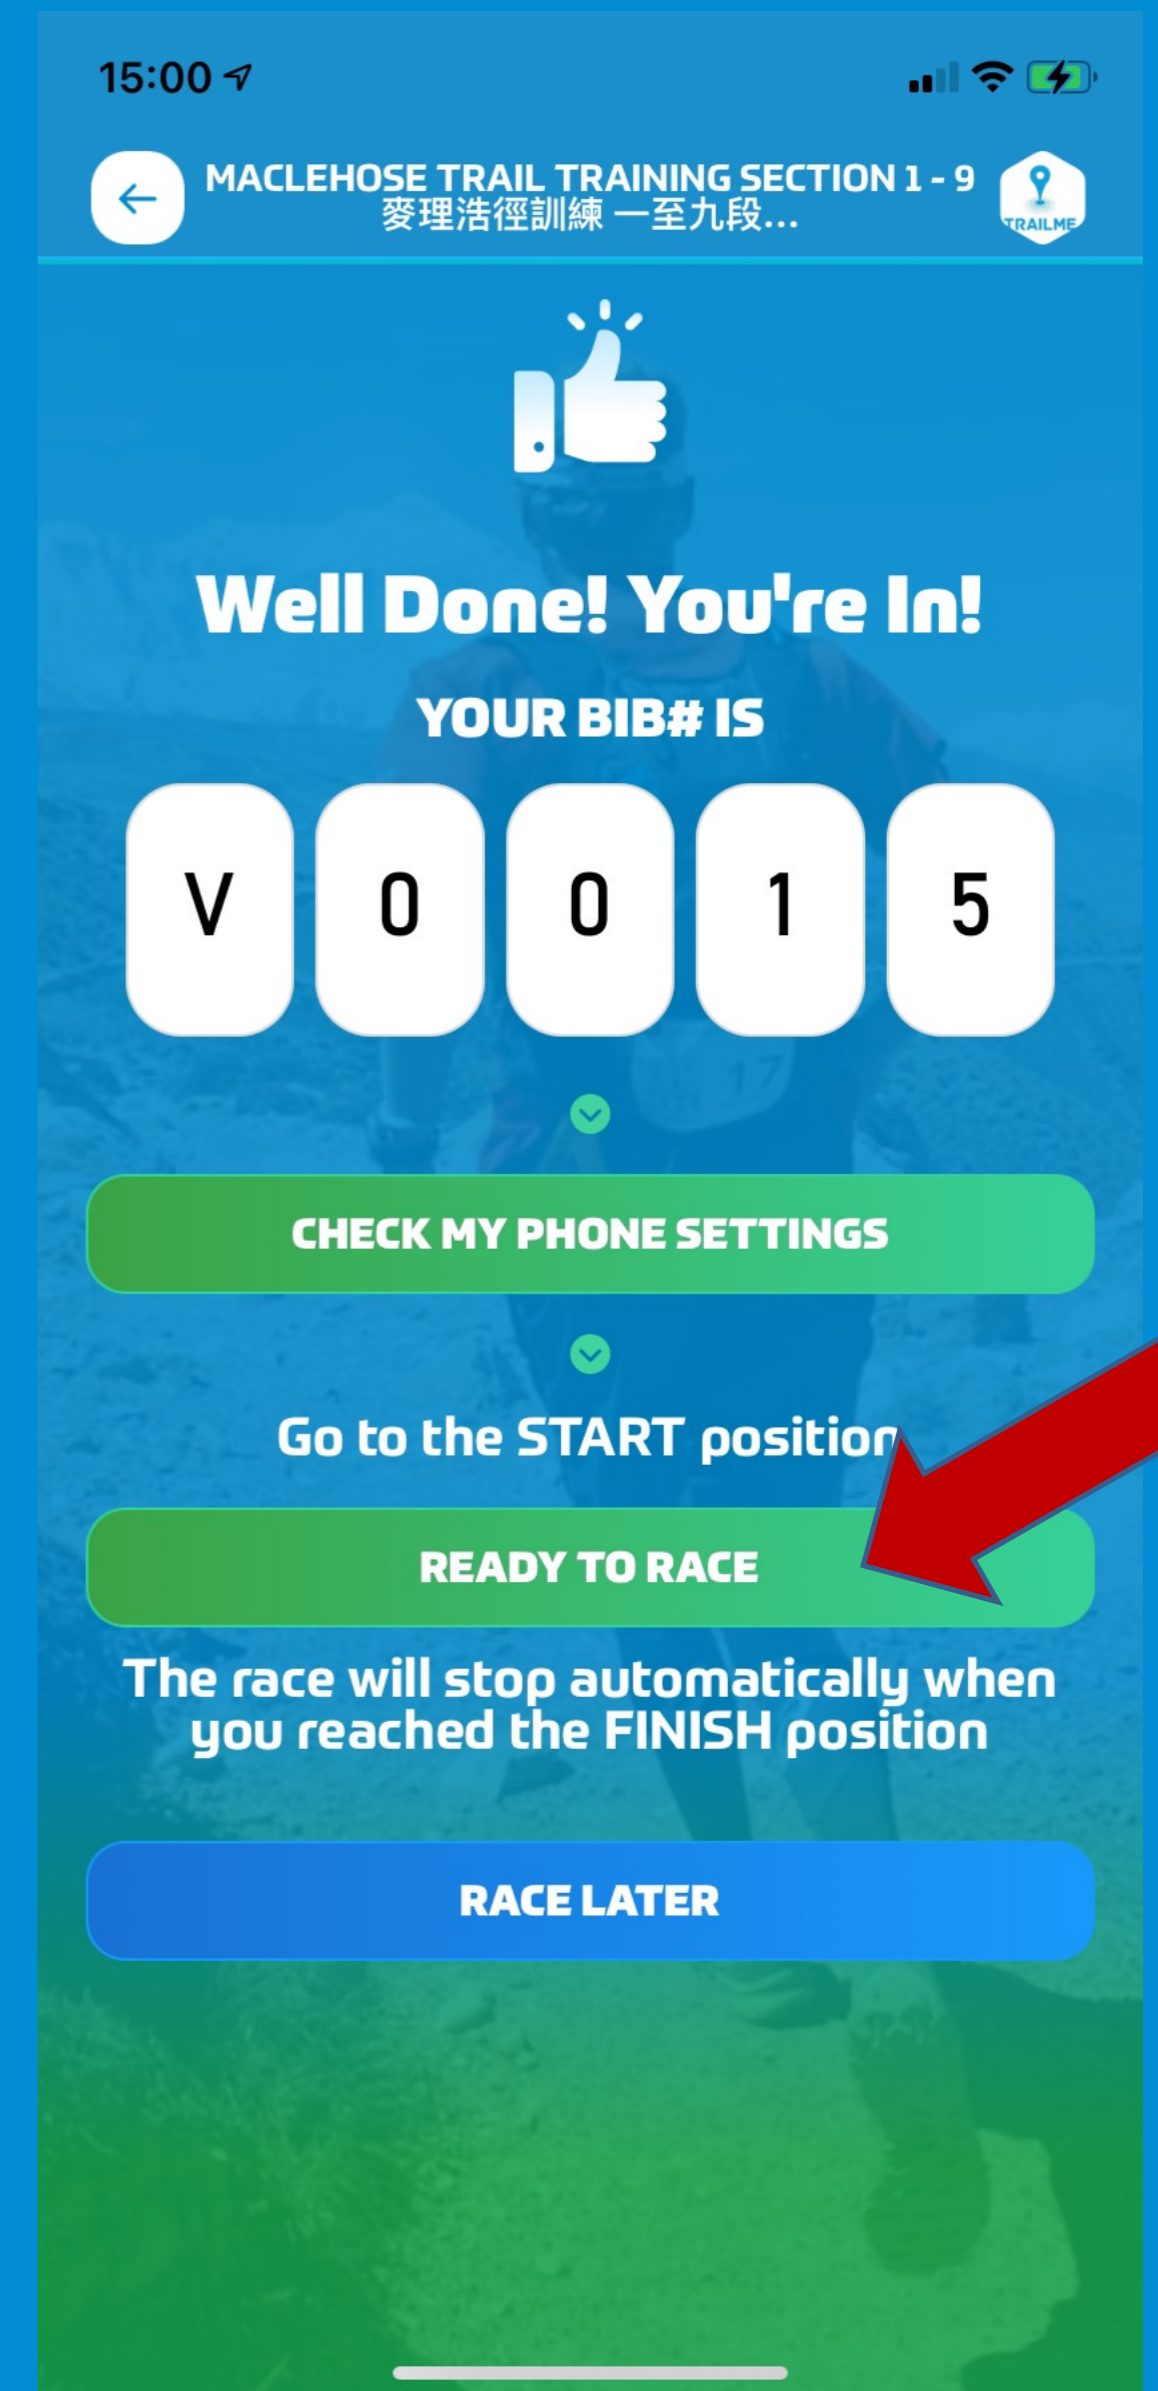 15:00
MACLEHOSE TRAIL TRAINING SECTION 1 - 9
麥理浩徑訓練 一至九段...
TRAILME
Well Done! You're In!
YOUR BIB# IS
V 0 0 1 5
17
CHECK MY PHONE SETTINGS
Go to the START position
READY TO RACE
The race will stop automatically when
you reached the FINISH position
RACE LATER